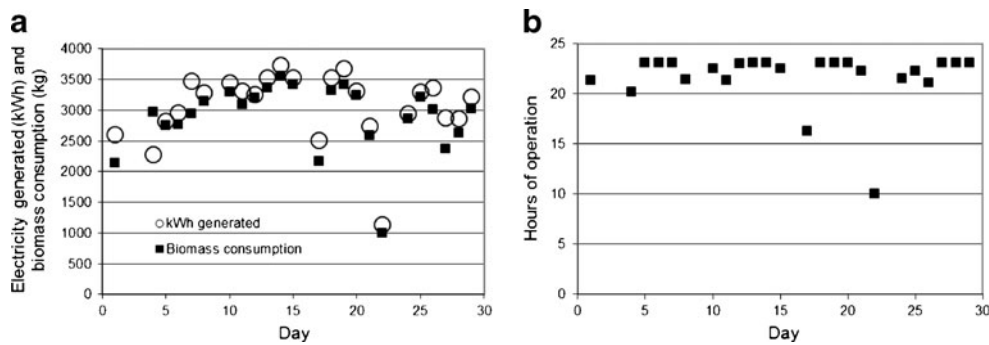 a
Electricity generated (kWh) and
biomass consumption (kg)
4000
3500
3000
2500
2000
1500
1000
500
0
kWh generated
Biomass consumption
0 5 10 15 20 25 30
Day
b
Hours of operation
25
20
15
10
5
0
0 5 10 15 20 25 30
Day